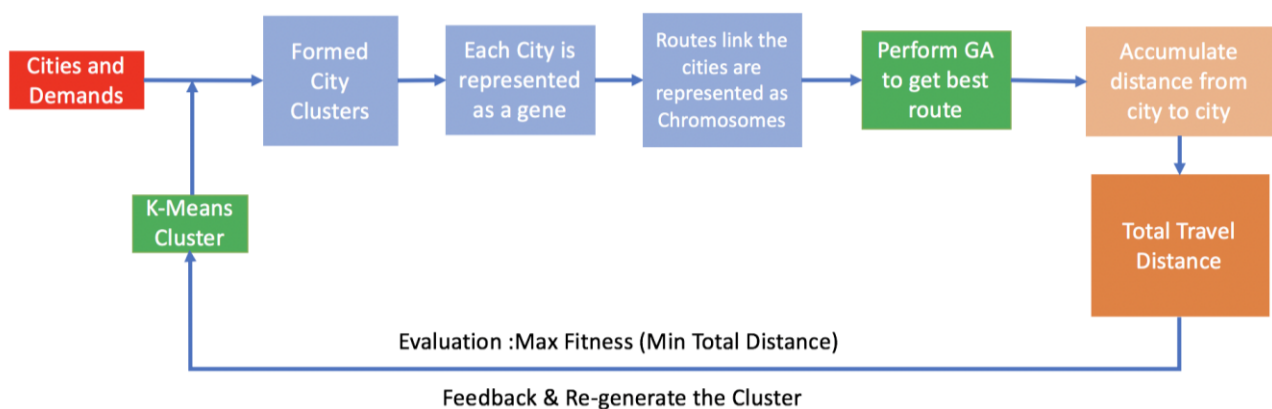 Cities and
Demands
Formed
City
Clusters
Each City is
represented
as a gene
Routes link the
cities are
represented as
Chromosomes
Perform GA
to get best
route
Accumulate
distance from
city to city
K-Means
Cluster
Total Travel
Distance
Evaluation :Max Fitness (Min Total Distance)
Feedback & Re-generate the Cluster